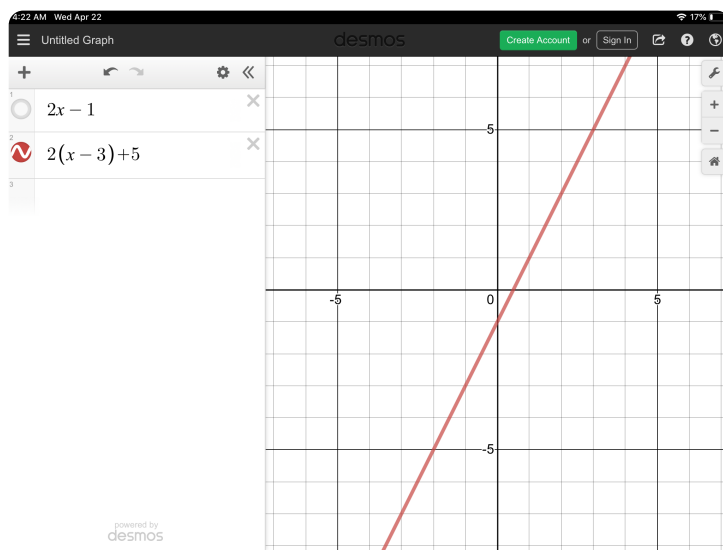 4:22 AM Wed Apr 22 17%
Untitled Graph desmos Create Account or Sign In
1
2x − 1
2
2(x − 3)+5
3
5
-5 0 5
-5
powered by
desmos